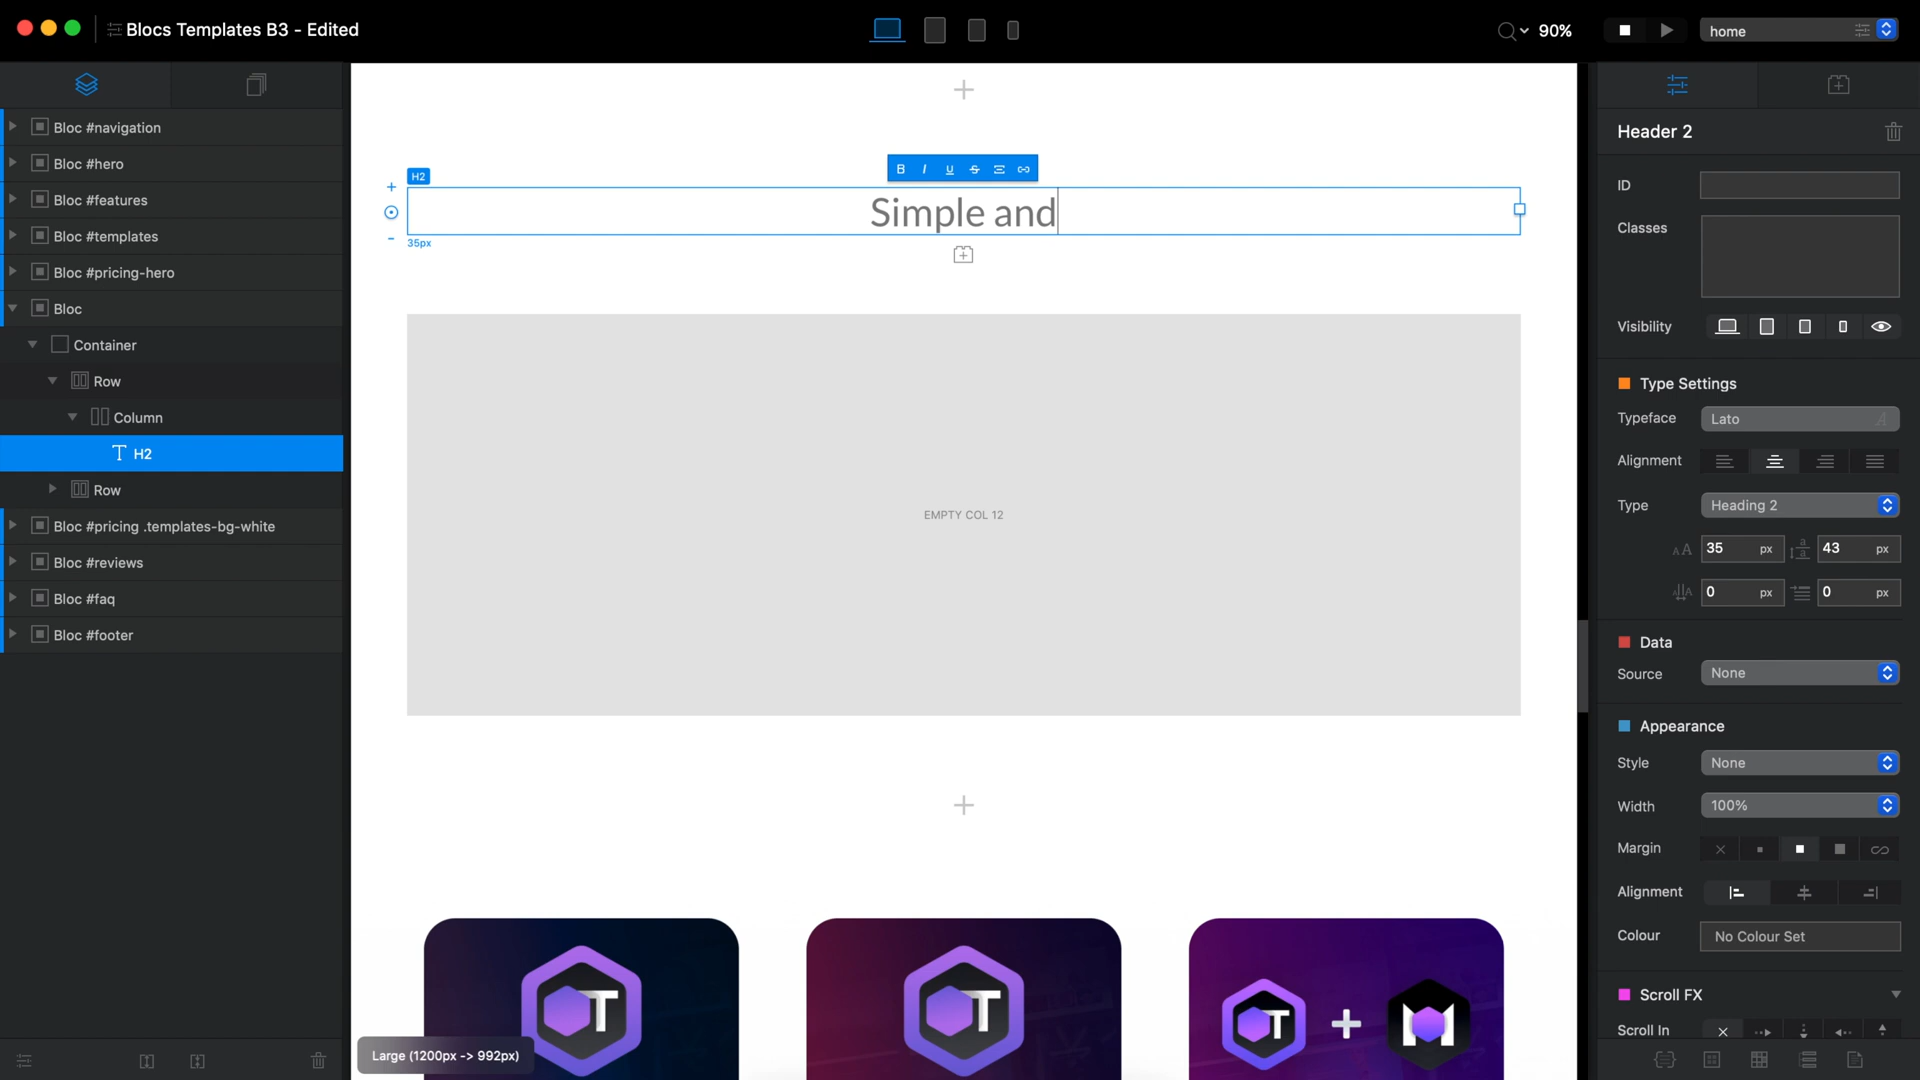 Blocs Templates B3 - Edited
90%
home
Bloc #navigation
Bloc #hero
Bloc #features
Bloc #templates
Bloc #pricing-hero
Bloc
Container
Row
Column
H2
Row
Bloc #pricing .templates-bg-white
Bloc #reviews
Bloc #faq
Bloc #footer
H2
B I U S
Simple and
35px
EMPTY COL 12
T
T
T + M
Large (1200px -> 992px)
Header 2
ID
Classes
Visibility
Type Settings
Typeface Lato
Alignment
Type Heading 2
35 px 43 px
0 px 0 px
Data
Source None
Appearance
Style None
Width 100%
Margin
Alignment
Colour No Colour Set
Scroll FX
Scroll In